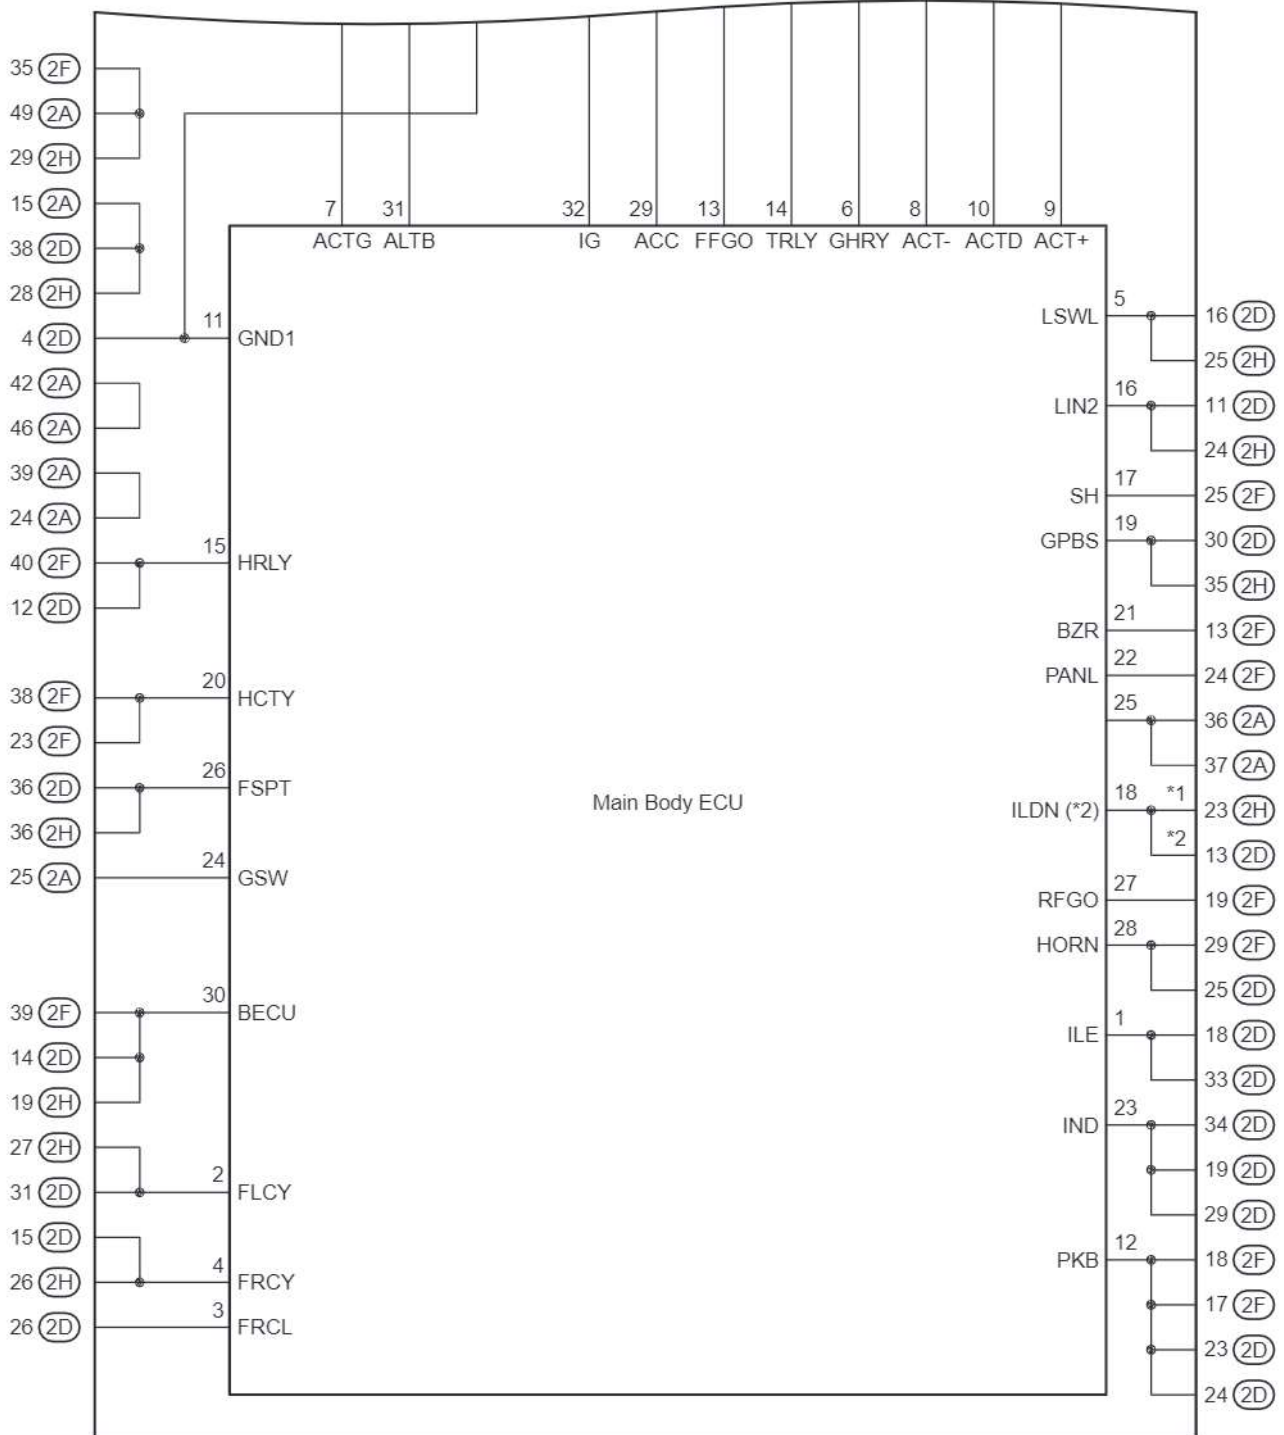 35 2F
49 2A
29 2H
15 2A
38 2D
28 2H
4 2D
42 2A
46 2A
39 2A
24 2A
40 2F
12 2D
38 2F
23 2F
36 2D
36 2H
25 2A
39 2F
14 2D
19 2H
27 2H
31 2D
15 2D
26 2H
26 2D
7 31 32 29 13 14 6 8 10 9
ACTG ALTB IG ACC FFGO TRLY GHRY ACT- ACTD ACT+
11 GND1
15 HRLY
20 HCTY
26 FSPT
24 GSW
30 BECU
2 FLCY
4 FRCY
3 FRCL
Main Body ECU
LSWL 5 16 2D
25 2H
LIN2 16 11 2D
24 2H
SH 17 25 2F
GPBS 19 30 2D
35 2H
BZR 21 13 2F
PANL 22 24 2F
25 36 2A
37 2A
ILDN (*2) 18 *1 23 2H
*2 13 2D
RFGO 27 19 2F
HORN 28 29 2F
25 2D
ILE 1 18 2D
33 2D
IND 23 34 2D
19 2D
29 2D
PKB 12 18 2F
17 2F
23 2D
24 2D